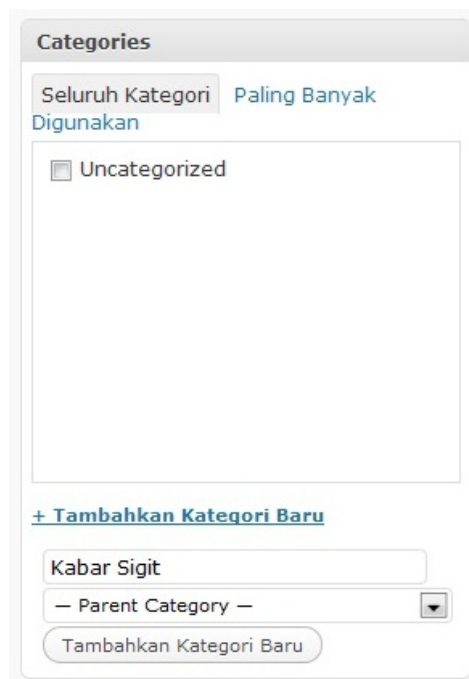 Categories
Seluruh Kategori Paling Banyak
Digunakan
Uncategorized
+ Tambahkan Kategori Baru
Kabar Sigit
— Parent Category —
Tambahkan Kategori Baru